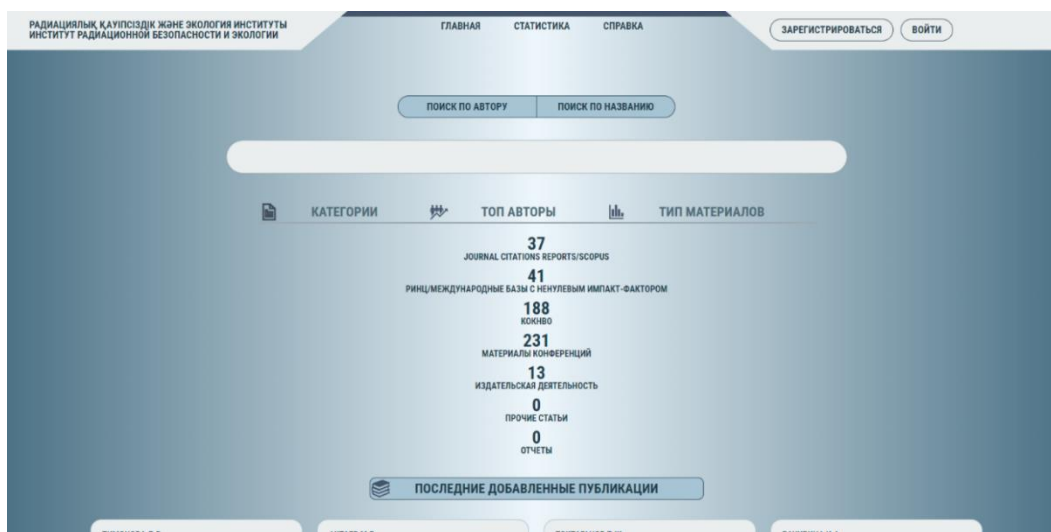 РАДИАЦИЯЛЫҚ ҚАУІПСІЗДІК ЖӘНЕ ЭКОЛОГИЯ ИНСТИТУТЫ
ИНСТИТУТ РАДИАЦИОННОЙ БЕЗОПАСНОСТИ И ЭКОЛОГИИ
ГЛАВНАЯ СТАТИСТИКА СПРАВКА
ЗАРЕГИСТРИРОВАТЬСЯ ВОЙТИ
ПОИСК ПО АВТОРУ ПОИСК ПО НАЗВАНИЮ
КАТЕГОРИИ ТОП АВТОРЫ ТИП МАТЕРИАЛОВ
37
JOURNAL CITATIONS REPORTS/SCOPUS
41
РИНЦ/МЕЖДУНАРОДНЫЕ БАЗЫ С НЕНУЛЕВЫМ ИМПАКТ-ФАКТОРОМ
188
КОКНВО
231
МАТЕРИАЛЫ КОНФЕРЕНЦИЙ
13
ИЗДАТЕЛЬСКАЯ ДЕЯТЕЛЬНОСТЬ
0
ПРОЧИЕ СТАТЬИ
0
ОТЧЕТЫ
ПОСЛЕДНИЕ ДОБАВЛЕННЫЕ ПУБЛИКАЦИИ